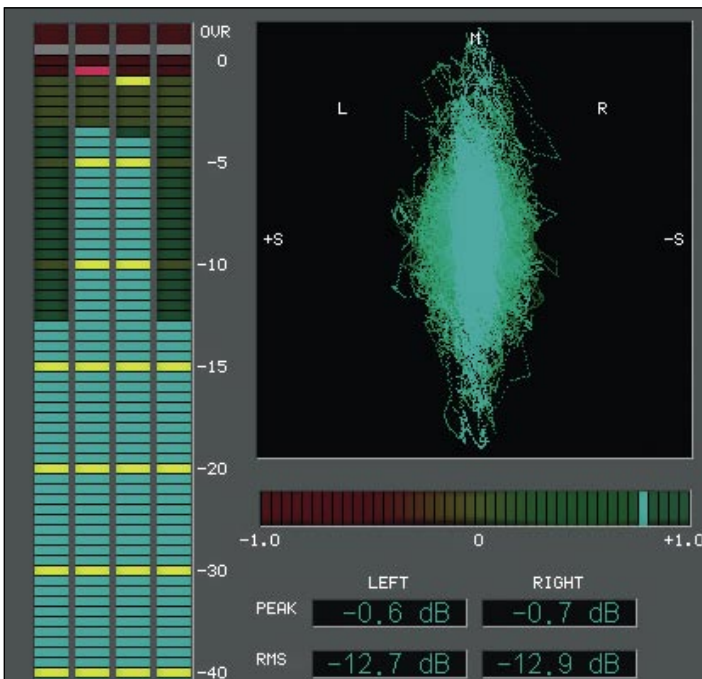 OVR
0
-5
-10
-15
-20
-30
-40
M
L R
+S -S
-1.0 0 +1.0
LEFT RIGHT
PEAK -0.6 dB -0.7 dB
RMS -12.7 dB -12.9 dB